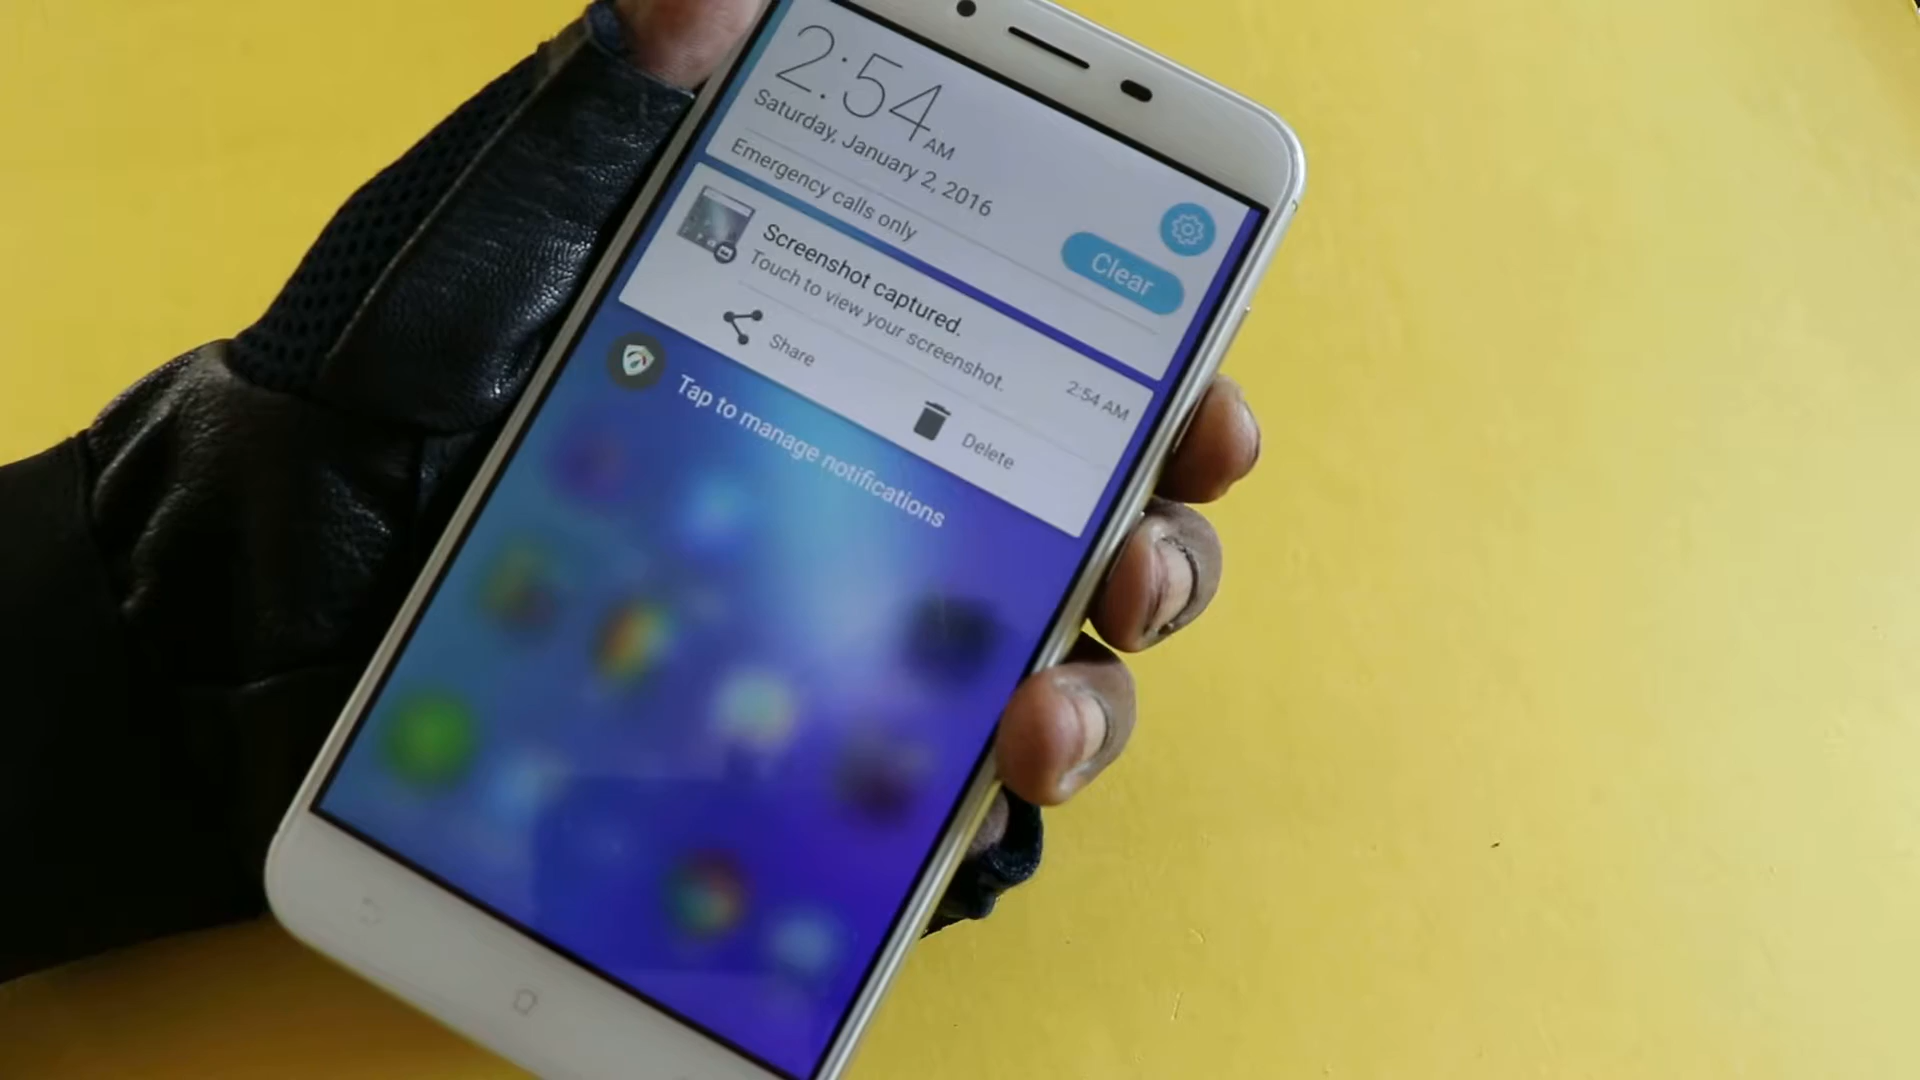 2:54 AM
Saturday, January 2, 2016
Emergency calls only
Clear
Screenshot captured.
Touch to view your screenshot.
2:54 AM
Share
Delete
Tap to manage notifications